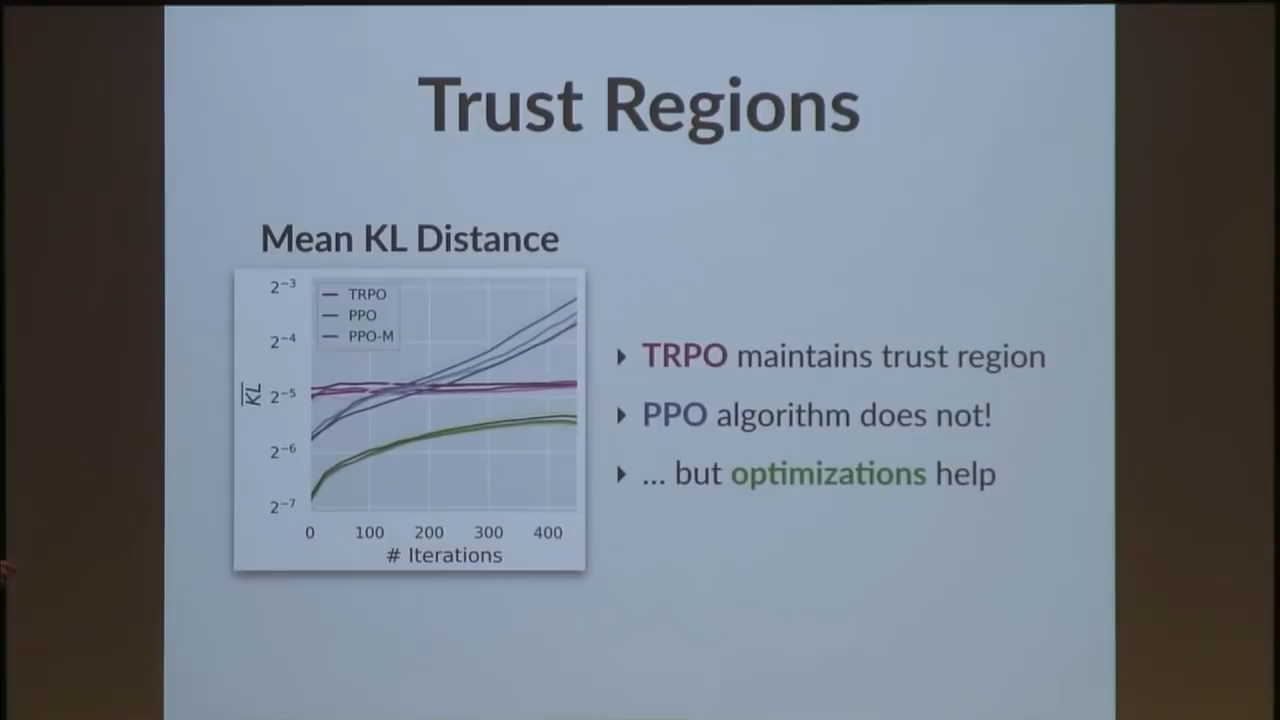 Trust Regions
Mean KL Distance
2⁻³
2⁻⁴
2⁻⁵
2⁻⁶
2⁻⁷
KL
TRPO
PPO
PPO-M
0 100 200 300 400
# Iterations
TRPO maintains trust region
PPO algorithm does not!
... but optimizations help